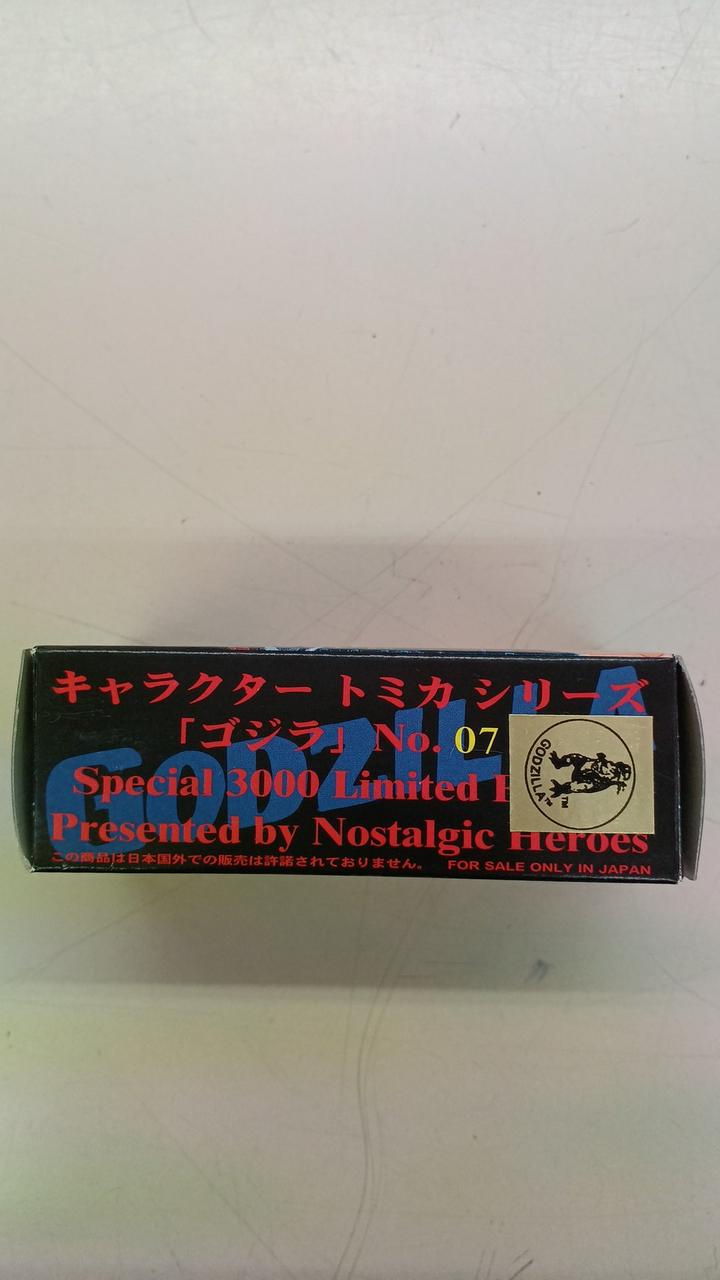 キャラクター トミカ シリーズ
「ゴジラ」 No. 07
GODZILLA
Special 3000 Limited
Presented by Nostalgic Heroes
この商品は日本国外での販売は許諾されておりません。 FOR SALE ONLY IN JAPAN
GODZILLA
TM